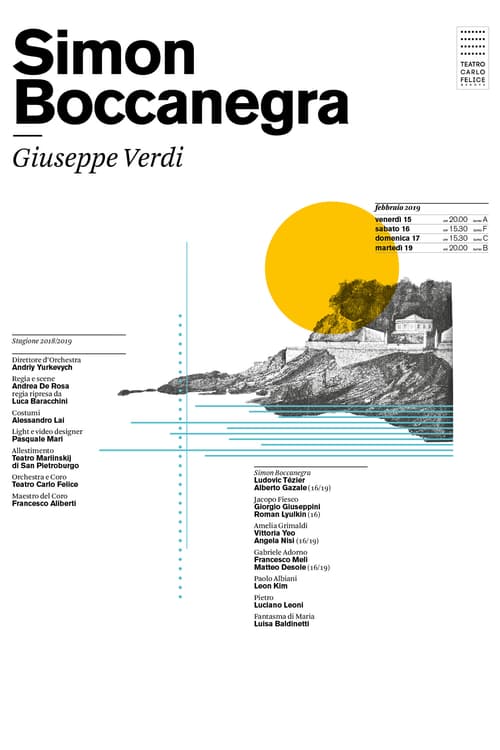 Simon
Boccanegra
Giuseppe Verdi
TEATRO
CARLO
FELICE
febbraio 2019
venerdì 15 ore 20.00 turno A
sabato 16 ore 15.30 turno F
domenica 17 ore 15.30 turno C
martedì 19 ore 20.00 turno B
Stagione 2018/2019
Direttore d'Orchestra
Andriy Yurkevych
Regia e scene
Andrea De Rosa
regia ripresa da
Luca Baracchini
Costumi
Alessandro Lai
Light e video designer
Pasquale Mari
Allestimento
Teatro Mariinskij
di San Pietroburgo
Orchestra e Coro
Teatro Carlo Felice
Maestro del Coro
Francesco Aliberti
Simon Boccanegra
Ludovic Tézier
Alberto Gazale (16/19)
Jacopo Fiesco
Giorgio Giuseppini
Roman Lyulkin (16)
Amelia Grimaldi
Vittoria Yeo
Angela Nisi (16/19)
Gabriele Adorno
Francesco Meli
Matteo Desole (16/19)
Paolo Albiani
Leon Kim
Pietro
Luciano Leoni
Fantasma di Maria
Luisa Baldinetti